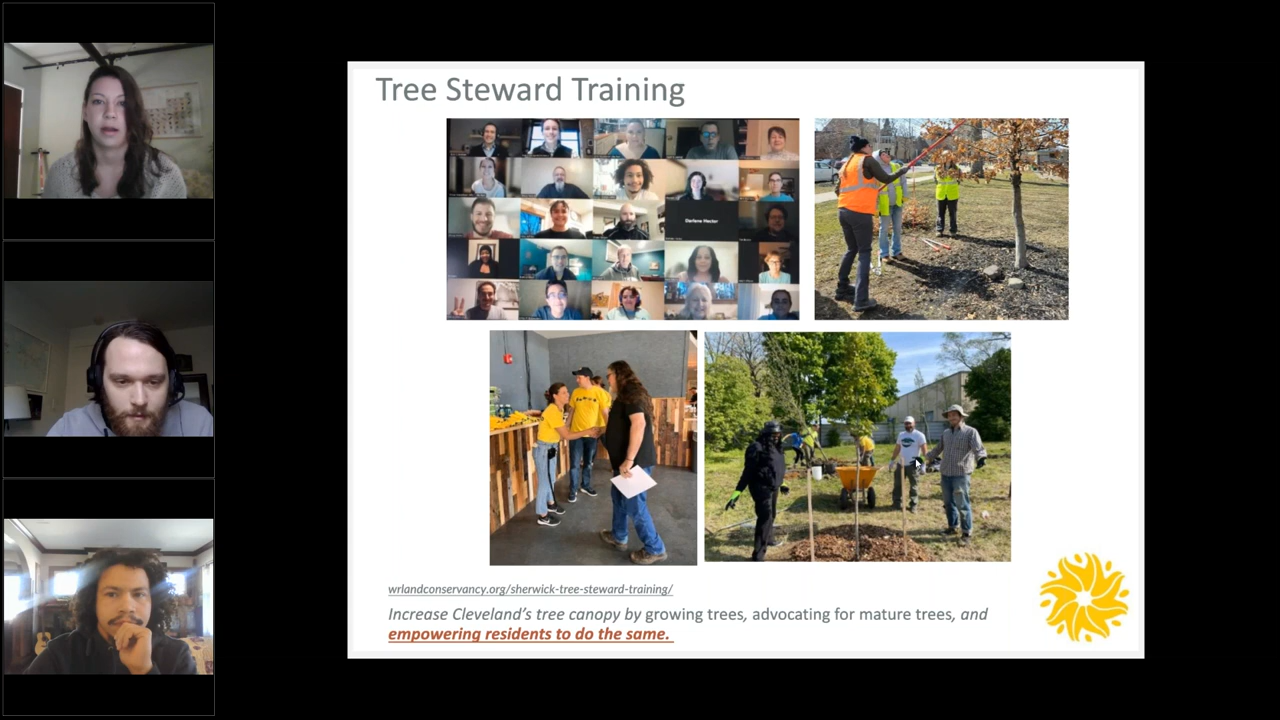 Tree Steward Training
Darlene Hector
wrlandconservancy.org/sherwick-tree-steward-training/
Increase Cleveland's tree canopy by growing trees, advocating for mature trees, and
empowering residents to do the same.